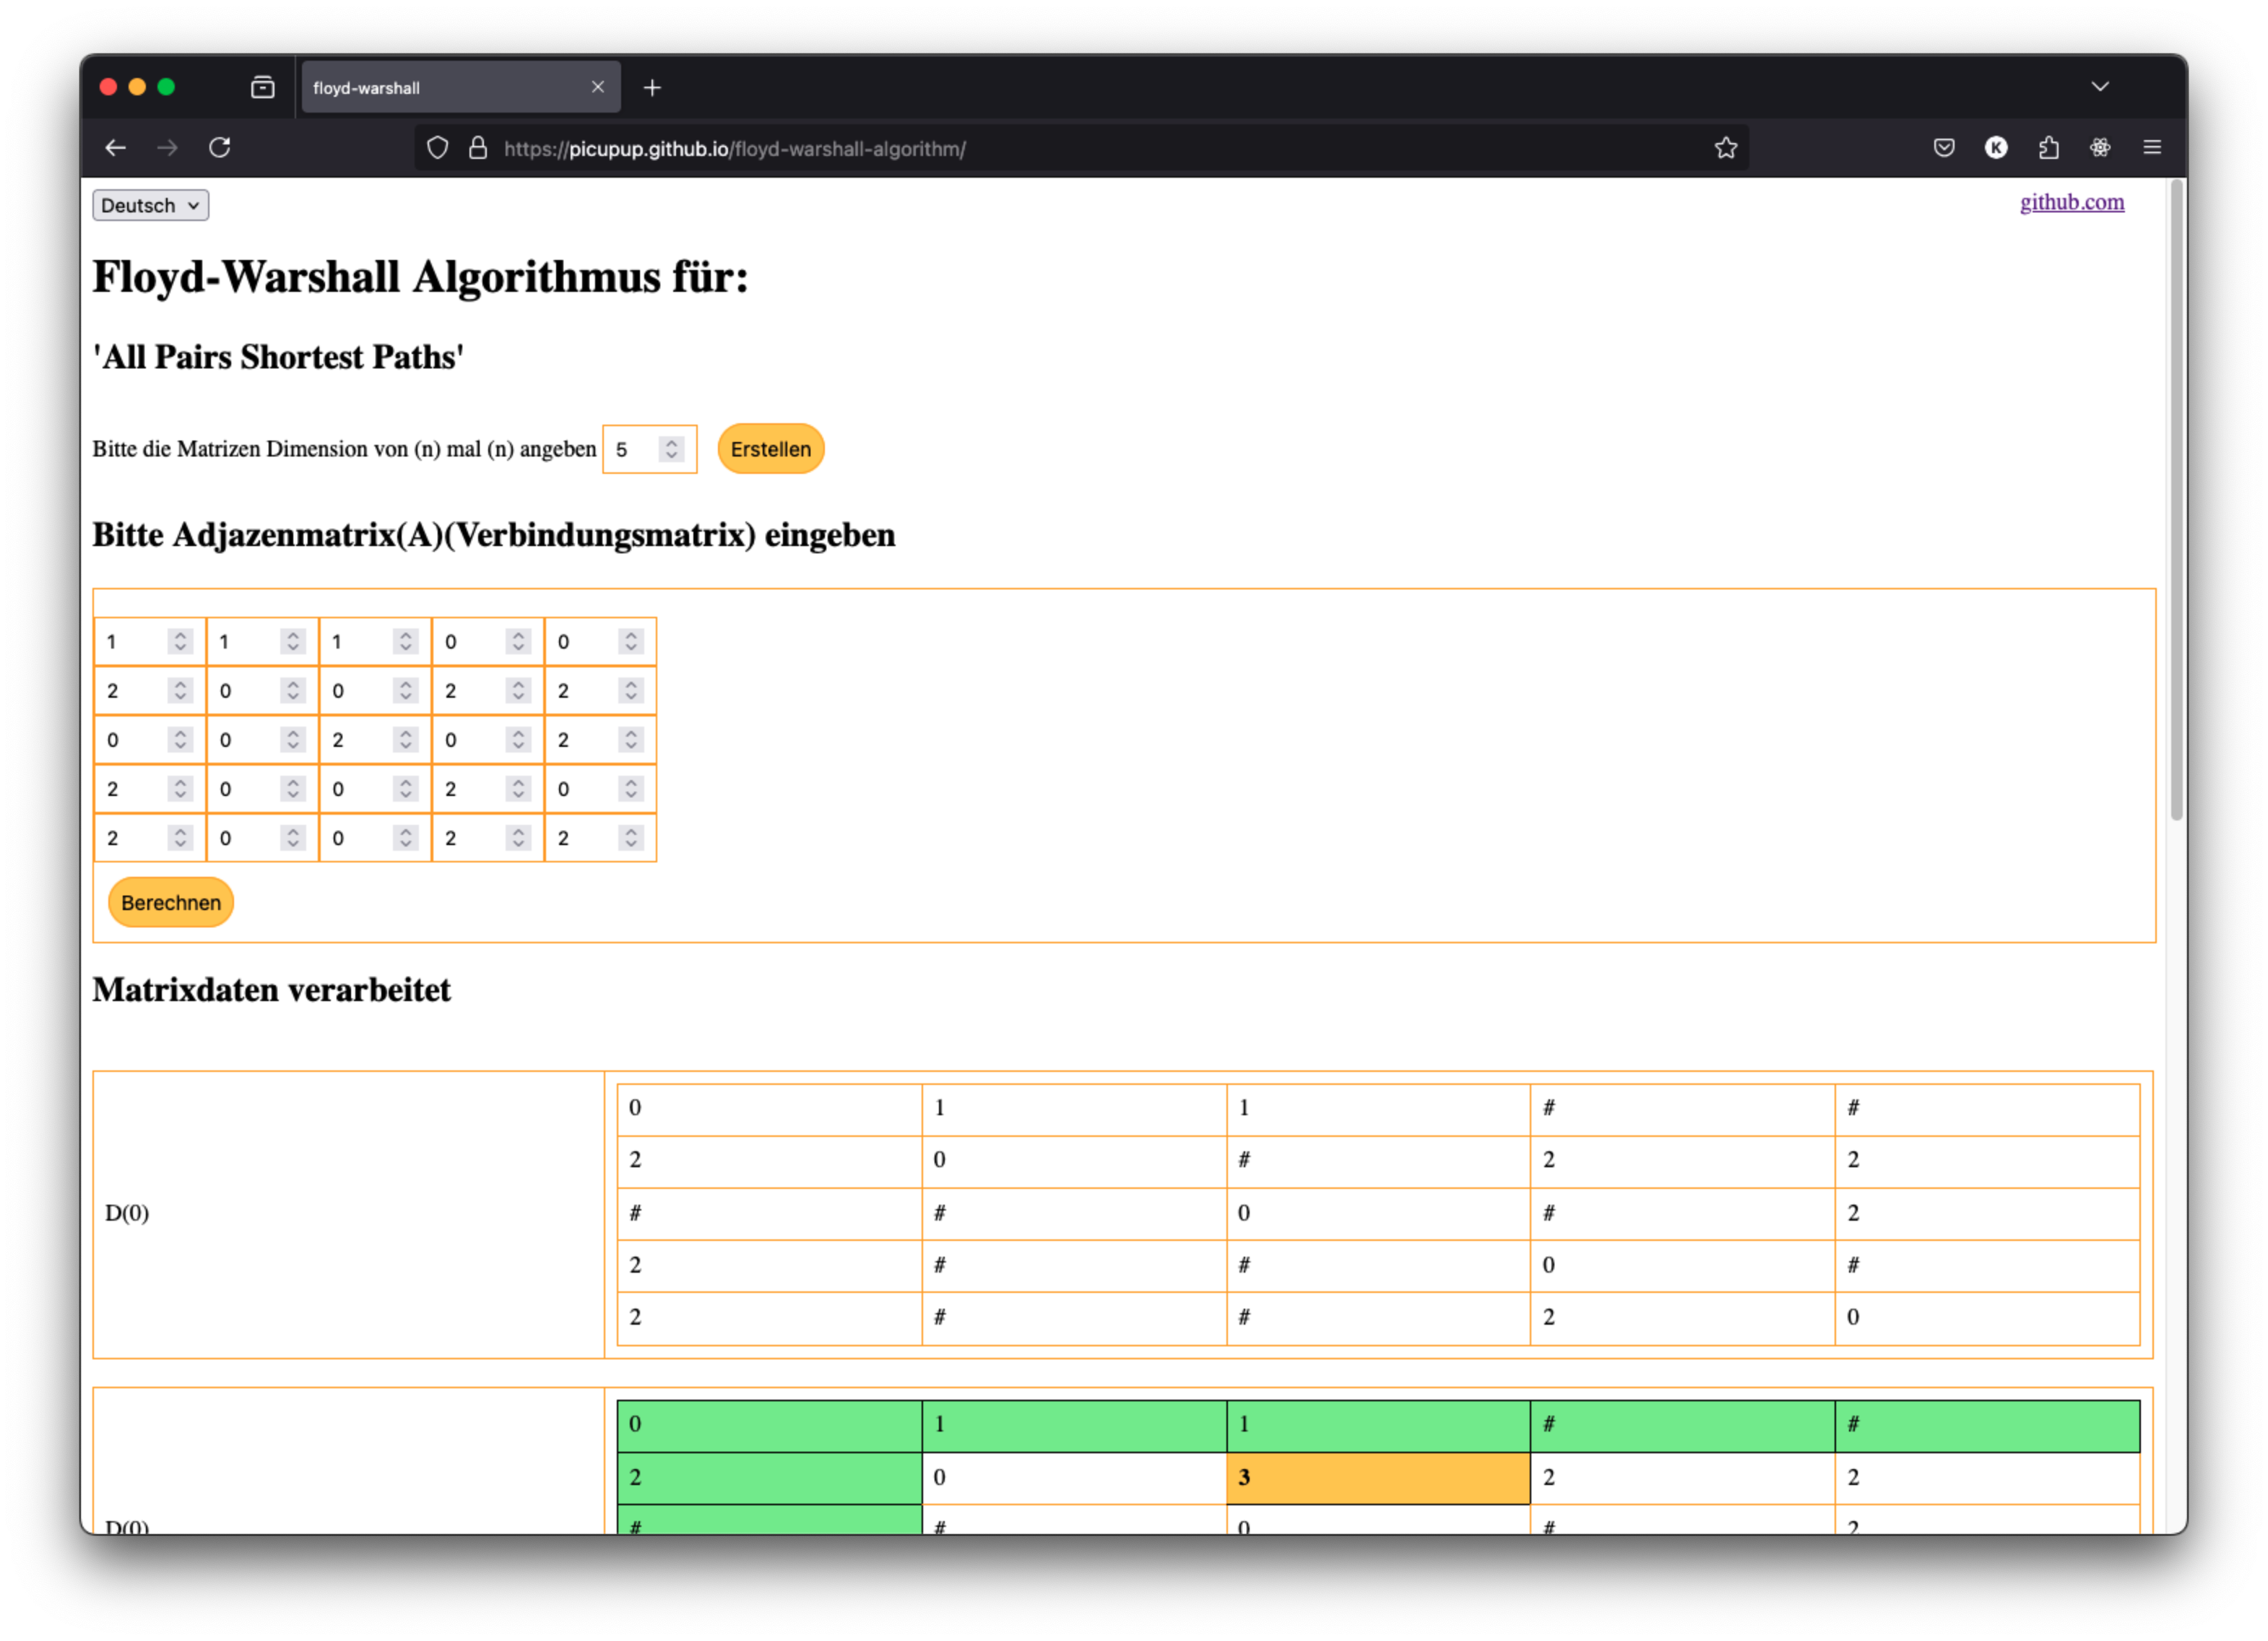 floyd-warshall
https://picupup.github.io/floyd-warshall-algorithm/
K
Deutsch
github.com
Floyd-Warshall Algorithmus für:
'All Pairs Shortest Paths'
Bitte die Matrizen Dimension von (n) mal (n) angeben 5 Erstellen
Bitte Adjazenmatrix(A)(Verbindungsmatrix) eingeben
1 1 1 0 0
2 0 0 2 2
0 0 2 0 2
2 0 0 2 0
2 0 0 2 2
Berechnen
Matrixdaten verarbeitet
D(0)
0 1 1 # #
2 0 # 2 2
# # 0 # 2
2 # # 0 #
2 # # 2 0
D(0)
0 1 1 # #
2 0 3 2 2
# # 0 # 2